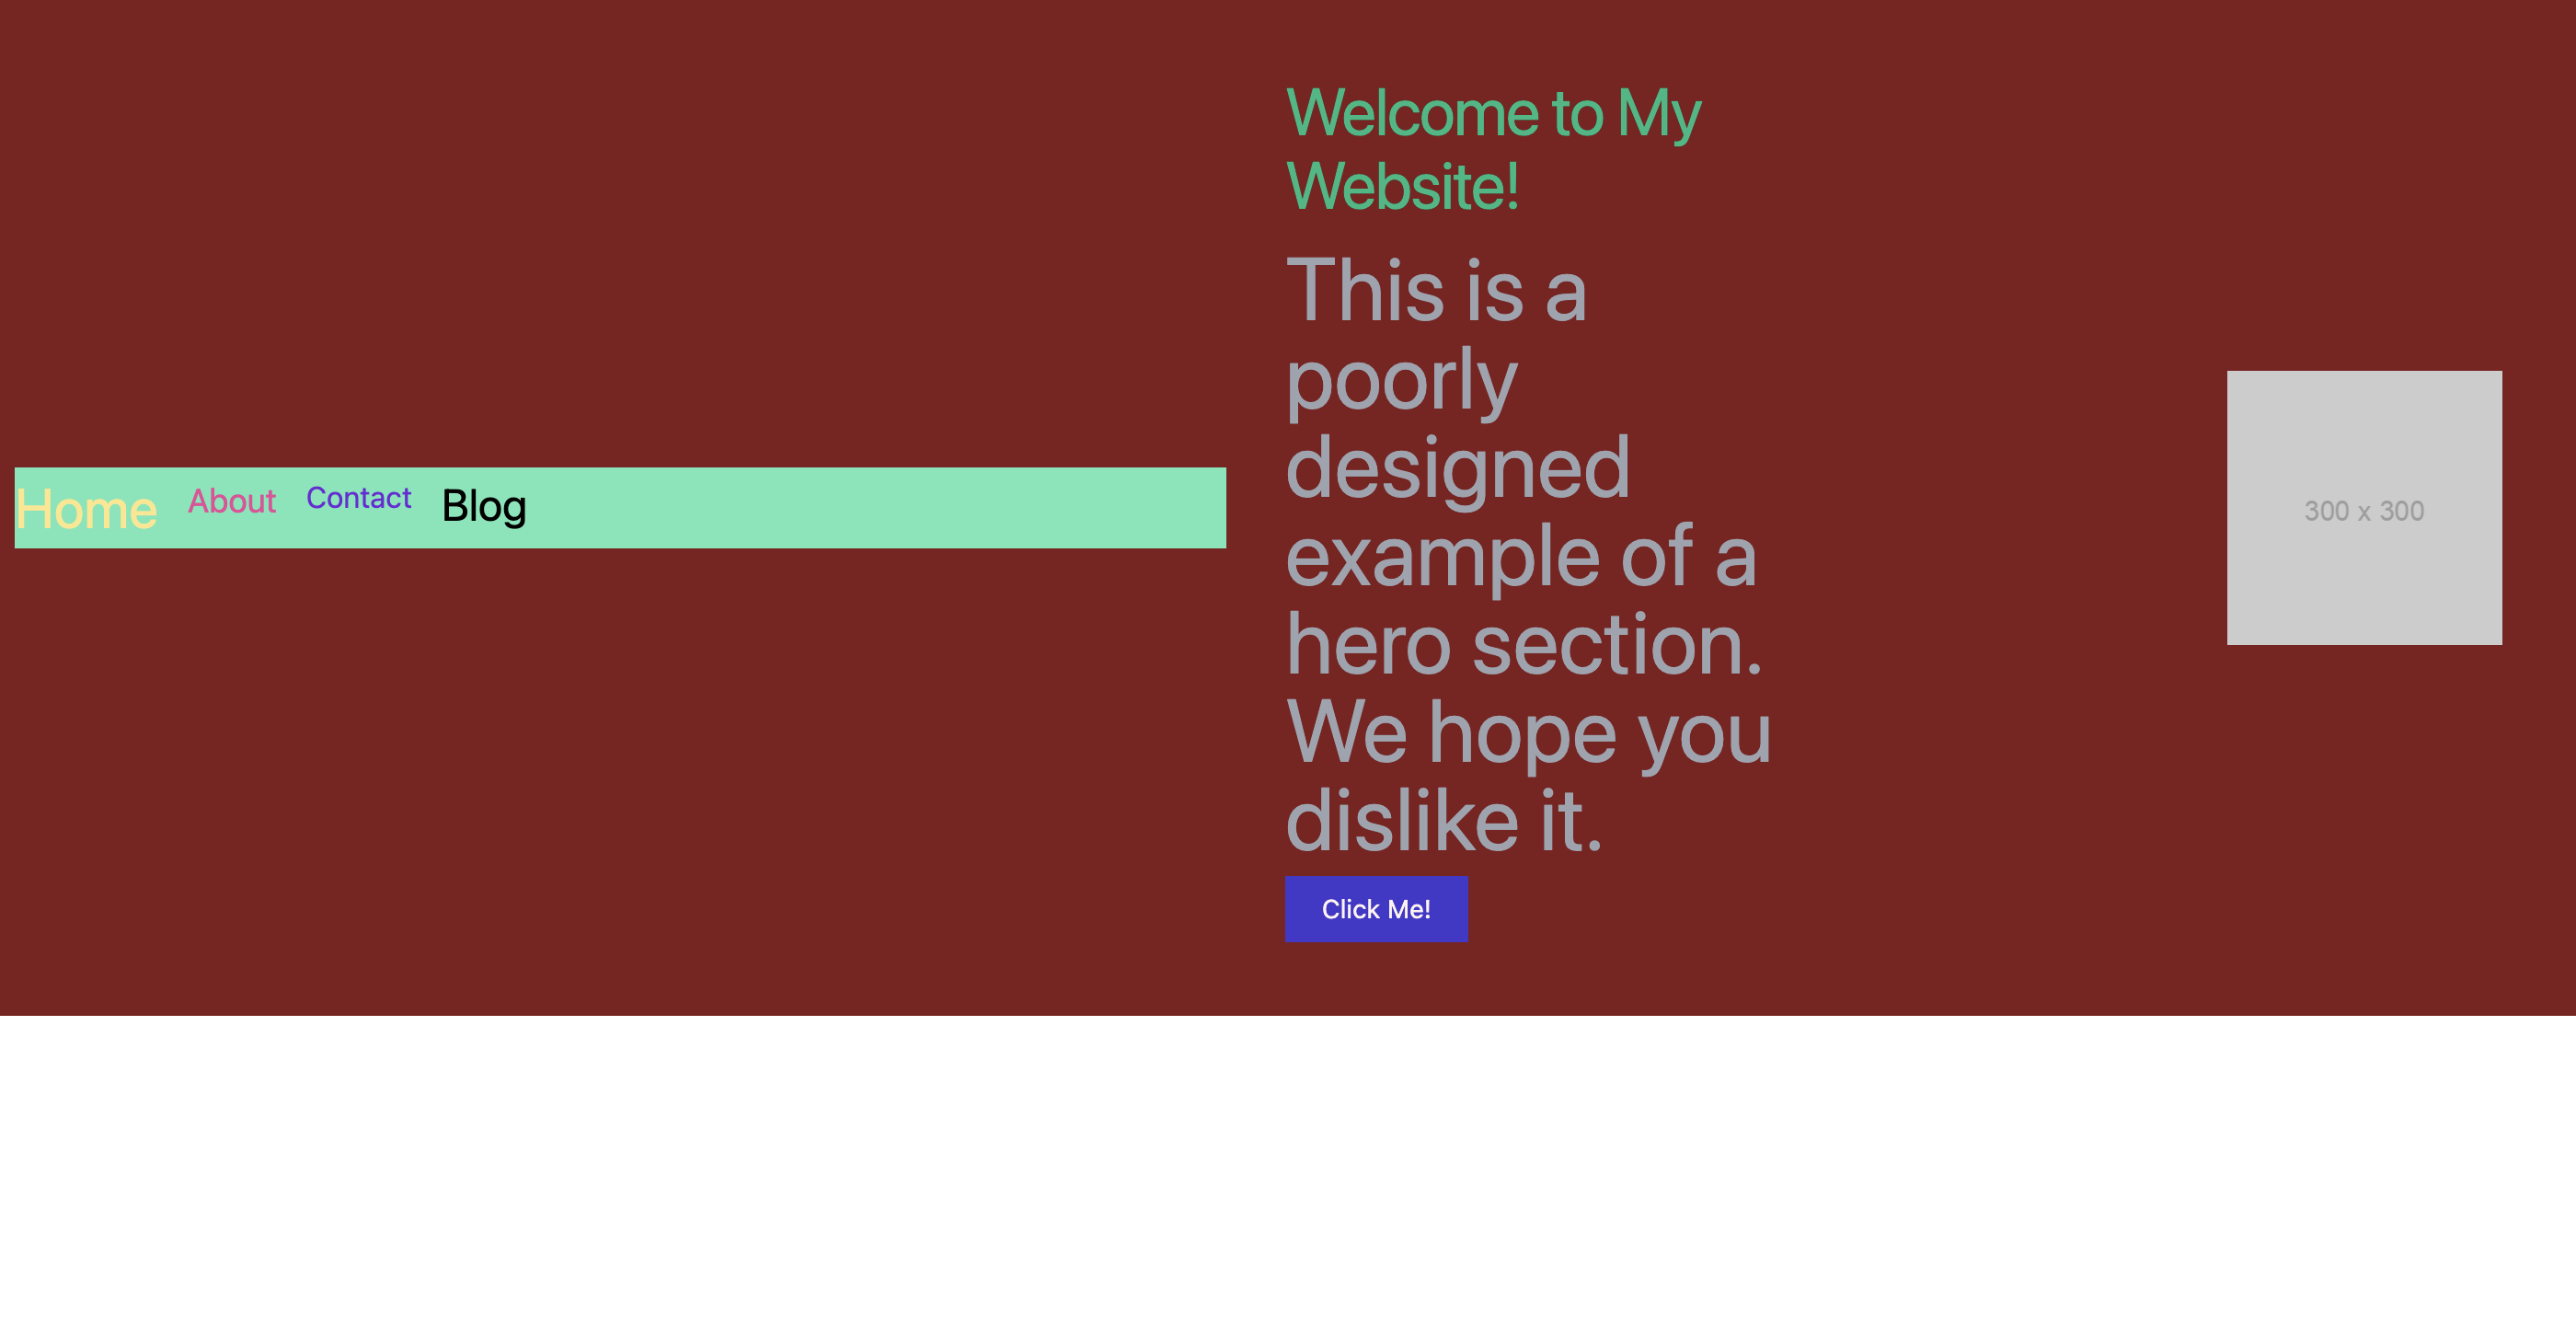 Home About Contact Blog
Welcome to My
Website!
This is a
poorly
designed
example of a
hero section.
We hope you
dislike it.
Click Me!
300 x 300